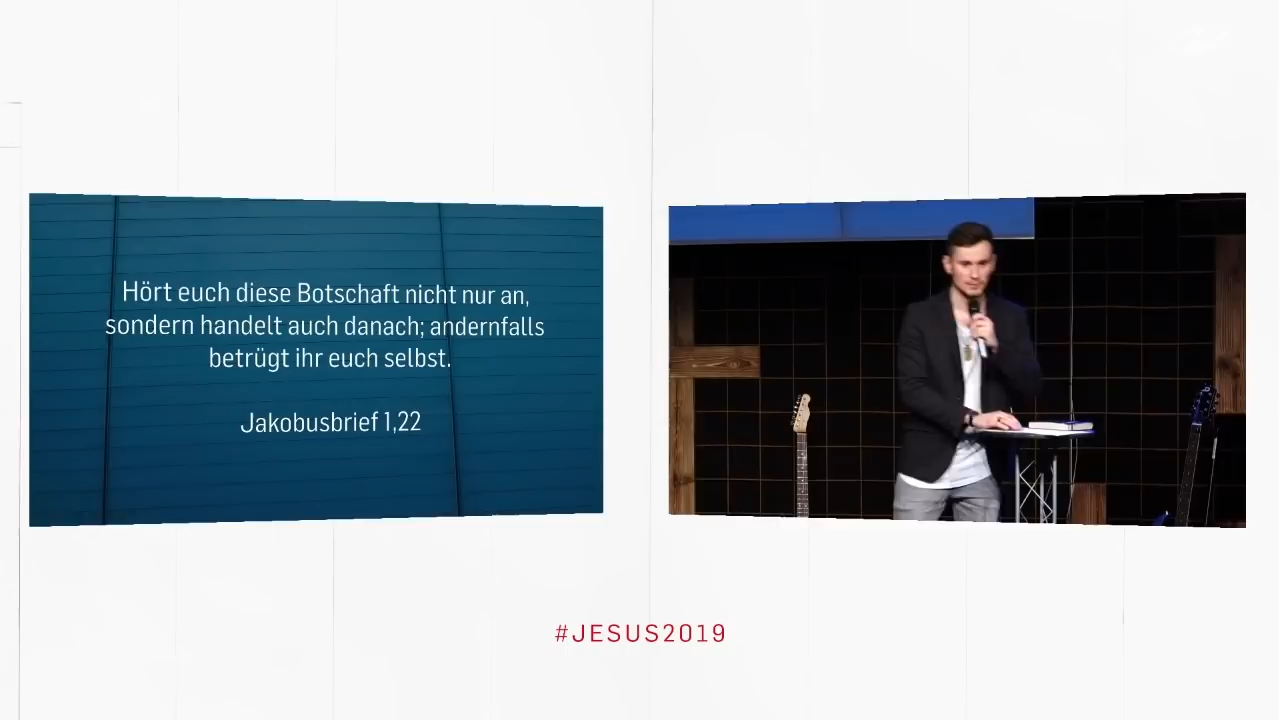 Hört euch diese Botschaft nicht nur an,
sondern handelt auch danach; andernfalls
betrügt ihr euch selbst.
Jakobusbrief 1,22
#JESUS2019